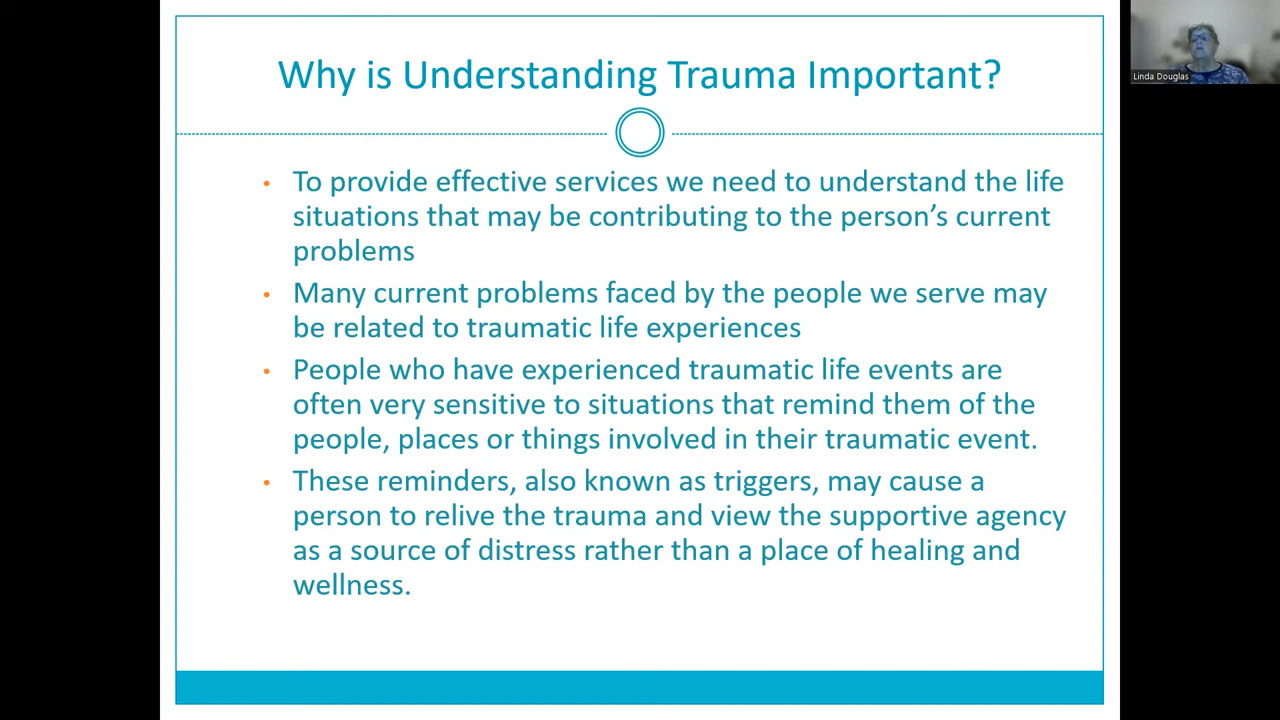 Why is Understanding Trauma Important?
Linda Douglas
• To provide effective services we need to understand the life
situations that may be contributing to the person’s current
problems
• Many current problems faced by the people we serve may
be related to traumatic life experiences
• People who have experienced traumatic life events are
often very sensitive to situations that remind them of the
people, places or things involved in their traumatic event.
• These reminders, also known as triggers, may cause a
person to relive the trauma and view the supportive agency
as a source of distress rather than a place of healing and
wellness.